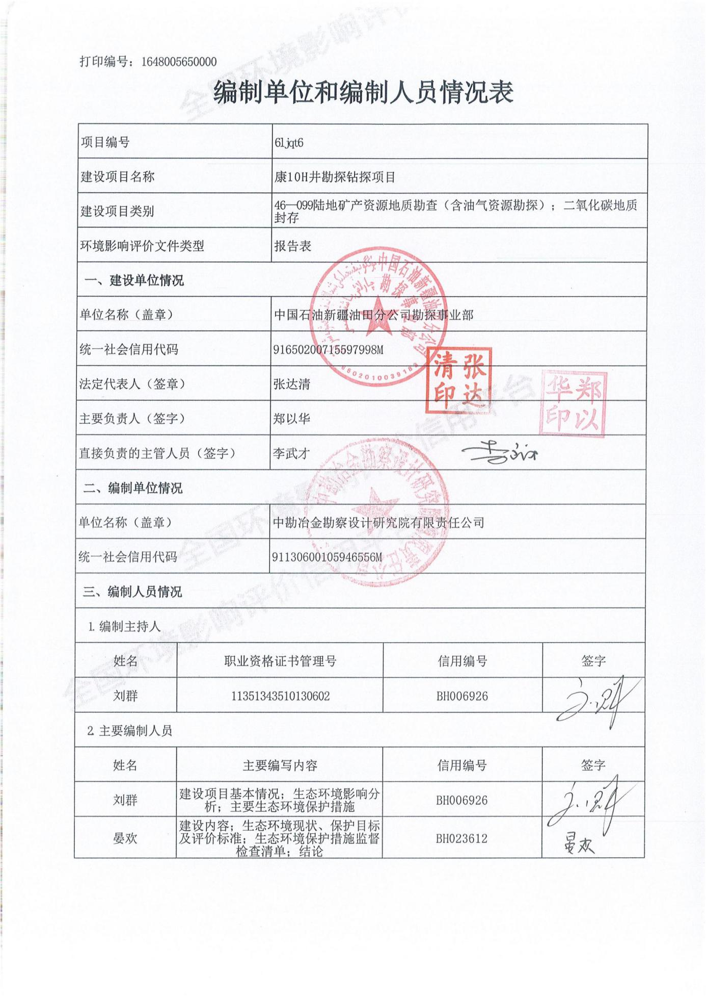 打印编号：1648005650000
编制单位和编制人员情况表
项目编号 6ljqt6
建设项目名称 康10H井勘探钻探项目
建设项目类别 46—099陆地矿产资源地质勘查（含油气资源勘探）；二氧化碳地质
封存
环境影响评价文件类型 报告表
一、建设单位情况
单位名称（盖章） 中国石油新疆油田分公司勘探事业部
统一社会信用代码 91650200715597998M
法定代表人（签章） 张达清
主要负责人（签字） 郑以华
直接负责的主管人员（签字） 李武才
二、编制单位情况
单位名称（盖章） 中勘冶金勘察设计研究院有限责任公司
统一社会信用代码 91130600105946556M
三、编制人员情况
1.编制主持人
姓名 职业资格证书管理号 信用编号 签字
刘群 11351343510130602 BH006926 刘群
2.主要编制人员
姓名 主要编写内容 信用编号 签字
刘群 建设项目基本情况；生态环境影响分
析；主要生态环境保护措施 BH006926 刘群
晏欢 建设内容；生态环境现状、保护目标
及评价标准；生态环境保护措施监督
检查清单；结论 BH023612 晏欢
中国石油新疆油田分公司
勘探事业部
6502010039183
张达清印
郑以华印
中勘冶金勘察设计研究院有限责任公司
全国环境影响评价信用平台